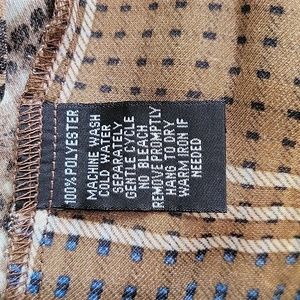 100% POLYESTER
MACHINE WASH
COLD WATER
SEPARATELY
GENTLE CYCLE
NO BLEACH
REMOVE PROMPTLY
HANG TO DRY
WARM IRON IF
NEEDED